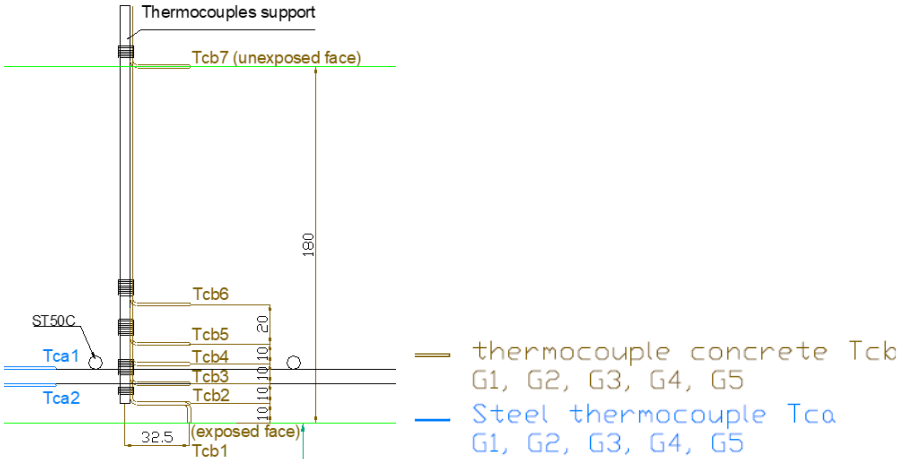 Thermocouples support
Tcb7 (unexposed face)
180
Tcb6
20
ST50C
Tcb5
10
Tca1
Tcb4
10
Tcb3
Tca2
10
Tcb2
10
32.5
(exposed face)
Tcb1
thermocouple concrete Tcb
G1, G2, G3, G4, G5
Steel thermocouple Tca
G1, G2, G3, G4, G5